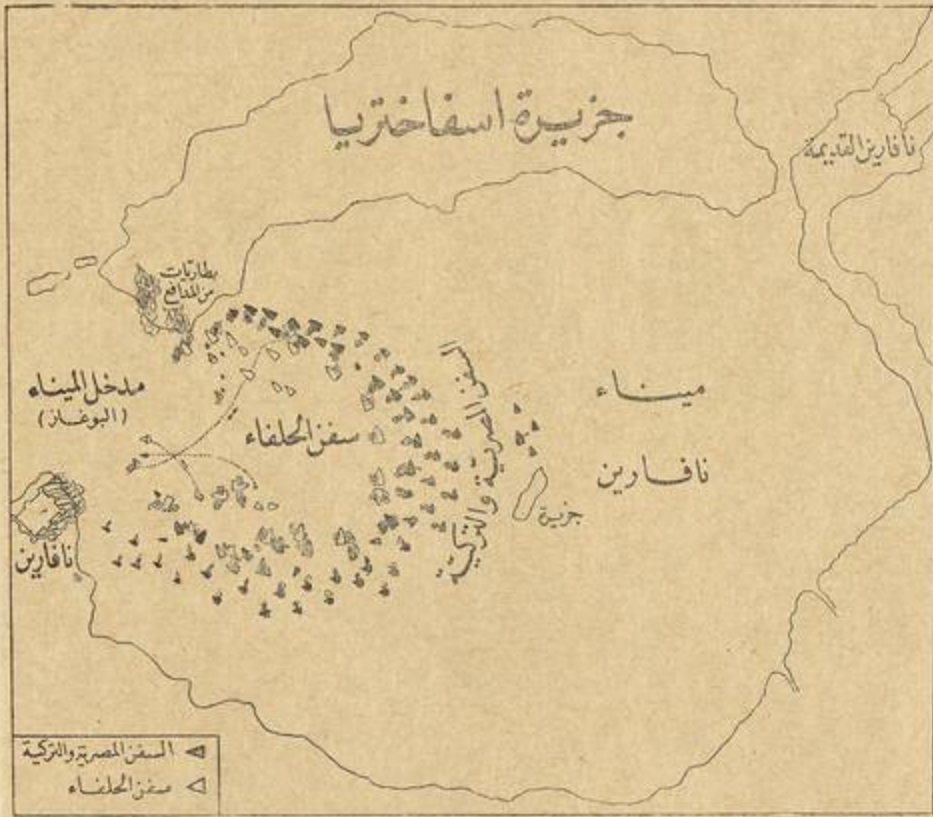 جزيرة اسفاختريا
نافارين القديمة
بطاريات
من المدافع
مدخل الميناء
(البوغاز)
سفن الحلفاء
السفن المصرية والتركية
ميناء
نافارين
جزيرة
نافارين
السفن المصرية والتركية
سفن الحلفاء